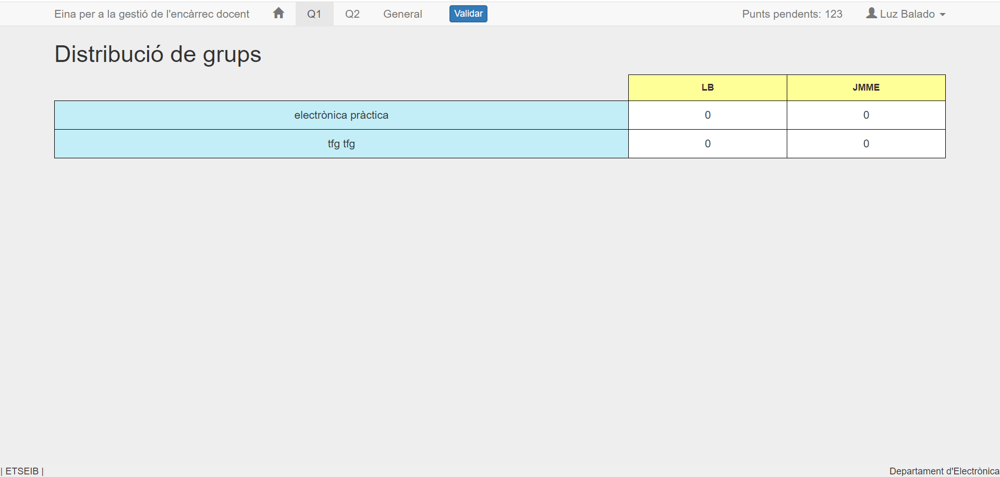 Eina per a la gestió de l'encàrrec docent Q1 Q2 General Validar Punts pendents: 123 Luz Balado
Distribució de grups
LB JMME
electrònica pràctica 0 0
tfg tfg 0 0
| ETSEIB | Departament d'Electrònica